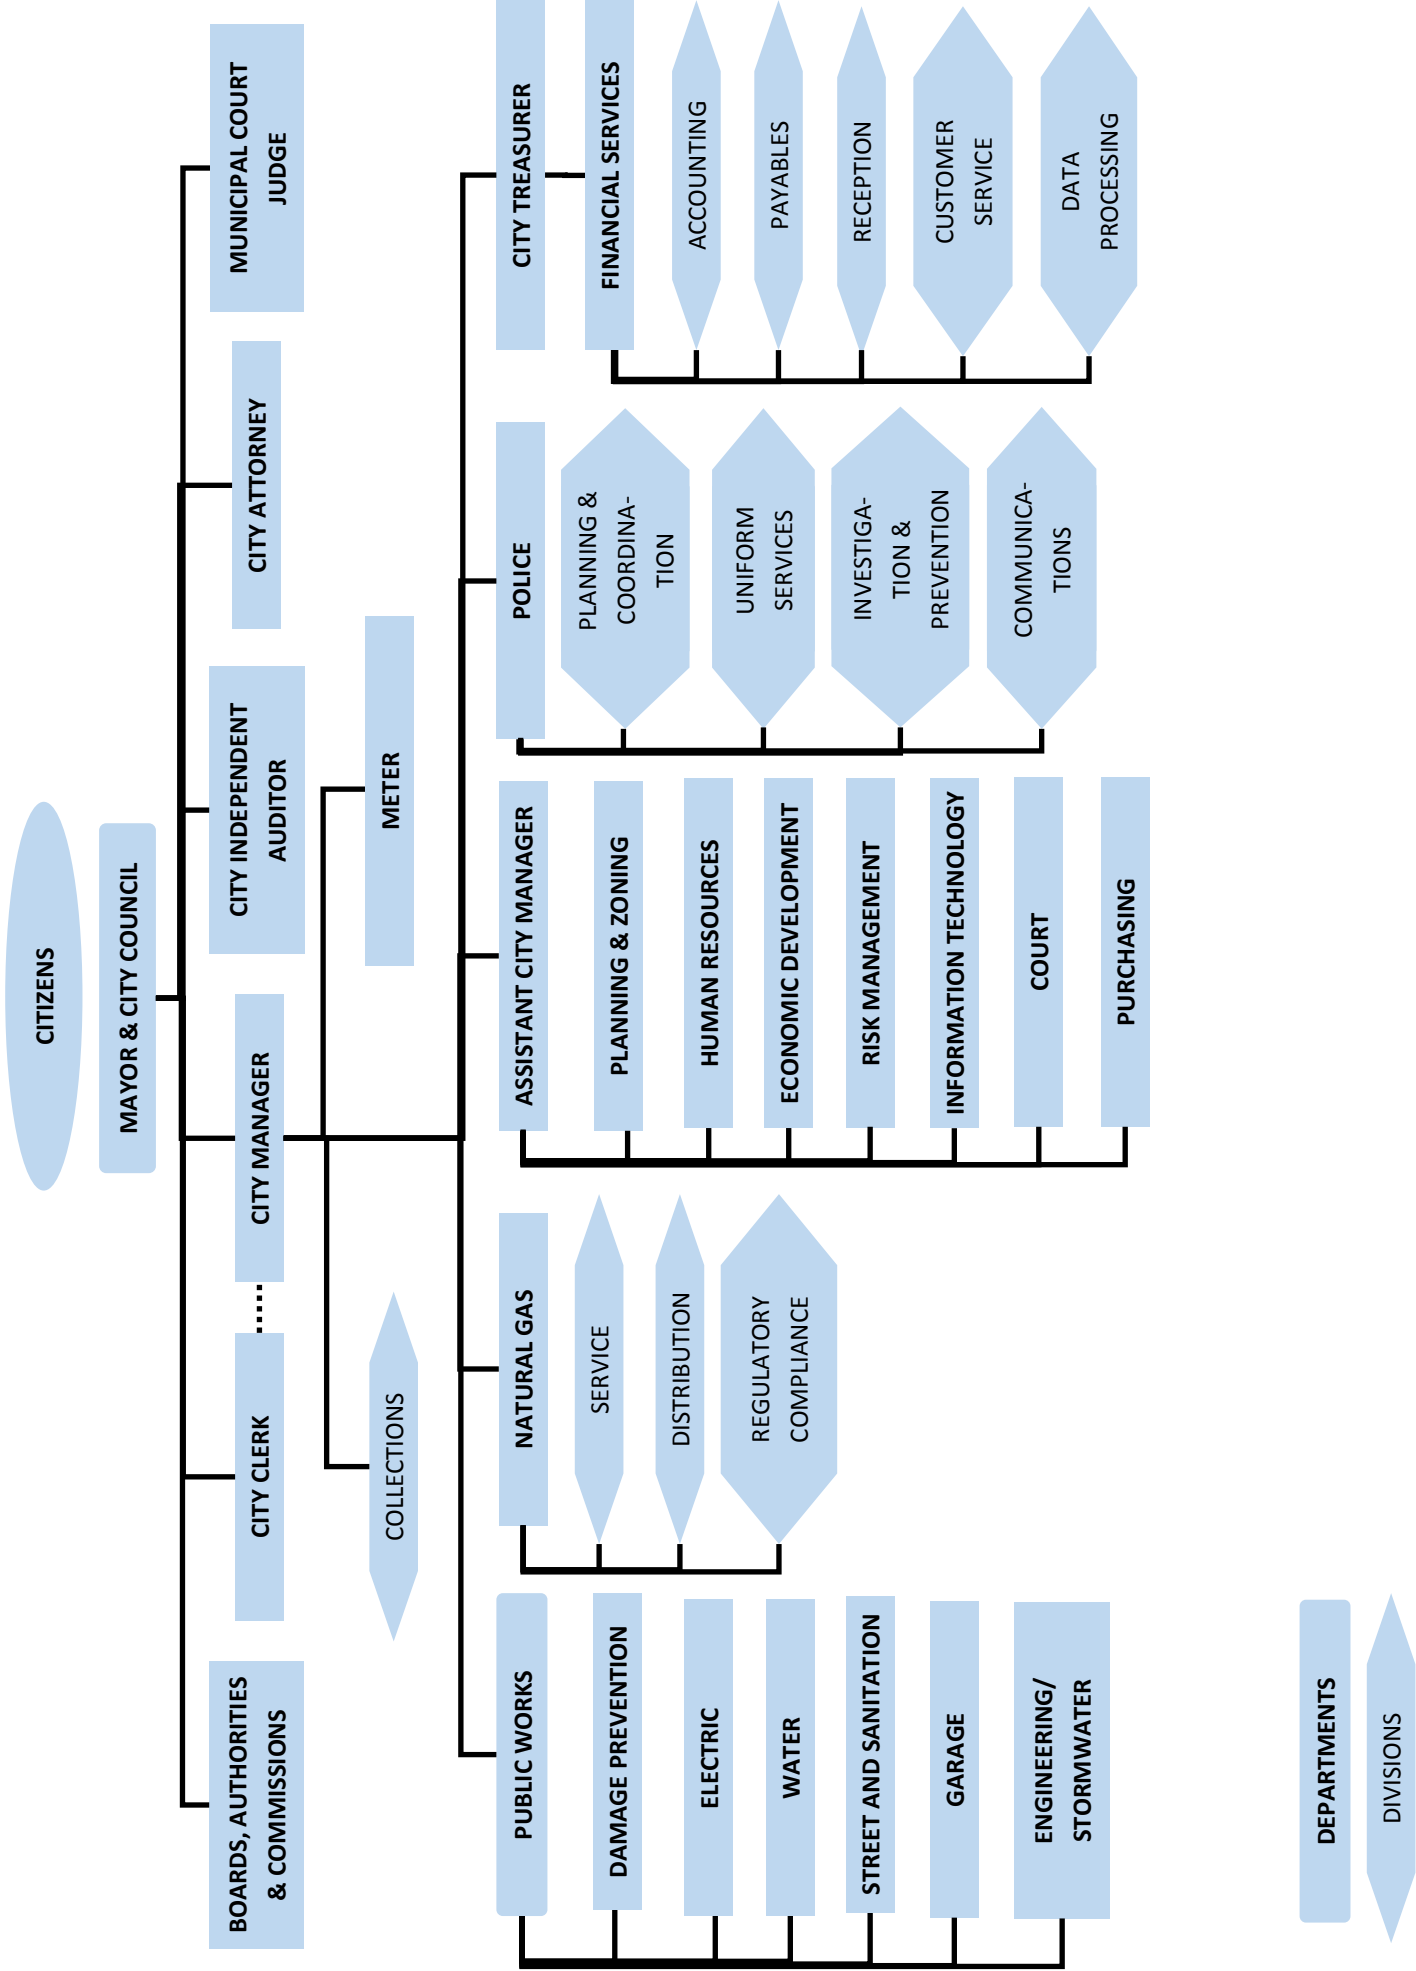 CITIZENS
MAYOR & CITY COUNCIL
BOARDS, AUTHORITIES
& COMMISSIONS
CITY CLERK
CITY MANAGER
CITY INDEPENDENT
AUDITOR
CITY ATTORNEY
MUNICIPAL COURT
JUDGE
COLLECTIONS
METER
PUBLIC WORKS
DAMAGE PREVENTION
ELECTRIC
WATER
STREET AND SANITATION
GARAGE
ENGINEERING/
STORMWATER
NATURAL GAS
SERVICE
DISTRIBUTION
REGULATORY
COMPLIANCE
ASSISTANT CITY MANAGER
PLANNING & ZONING
HUMAN RESOURCES
ECONOMIC DEVELOPMENT
RISK MANAGEMENT
INFORMATION TECHNOLOGY
COURT
PURCHASING
POLICE
PLANNING &
COORDINA-
TION
UNIFORM
SERVICES
INVESTIGA-
TION &
PREVENTION
COMMUNICA-
TIONS
CITY TREASURER
FINANCIAL SERVICES
ACCOUNTING
PAYABLES
RECEPTION
CUSTOMER
SERVICE
DATA
PROCESSING
DEPARTMENTS
DIVISIONS